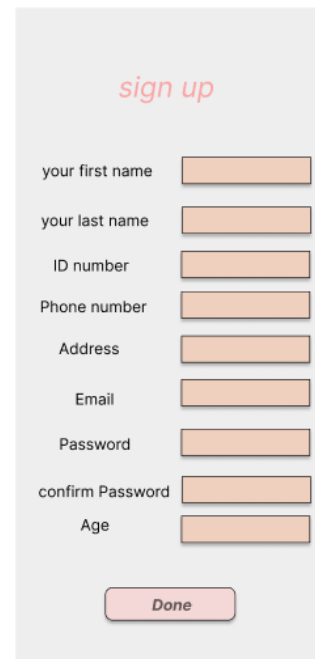 sign up
your first name
your last name
ID number
Phone number
Address
Email
Password
confirm Password
Age
Done